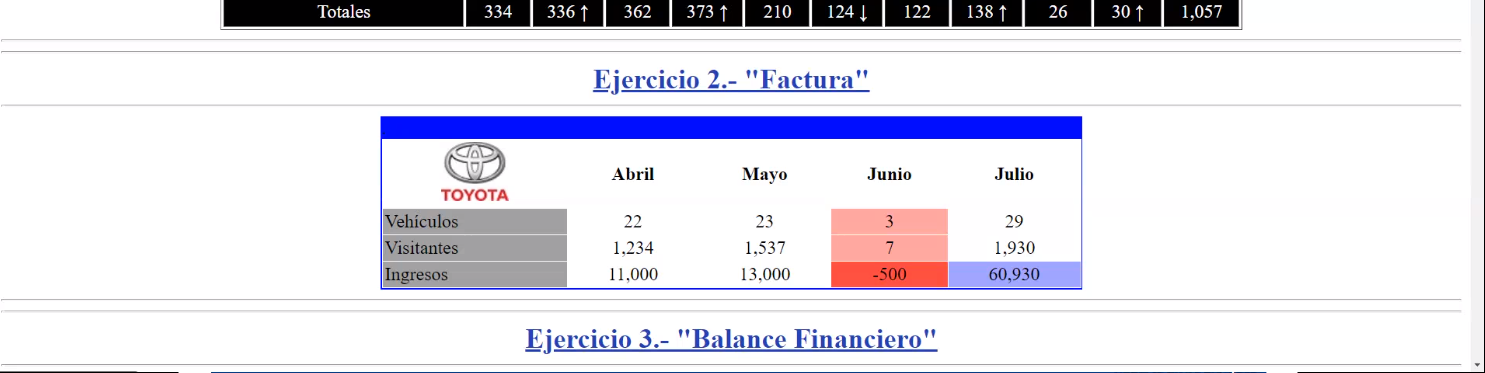 Totales 334 336 ↑ 362 373 ↑ 210 124 ↓ 122 138 ↑ 26 30 ↑ 1,057
Ejercicio 2.- "Factura"
TOYOTA Abril Mayo Junio Julio
Vehículos 22 23 3 29
Visitantes 1,234 1,537 7 1,930
Ingresos 11,000 13,000 -500 60,930
Ejercicio 3.- "Balance Financiero"